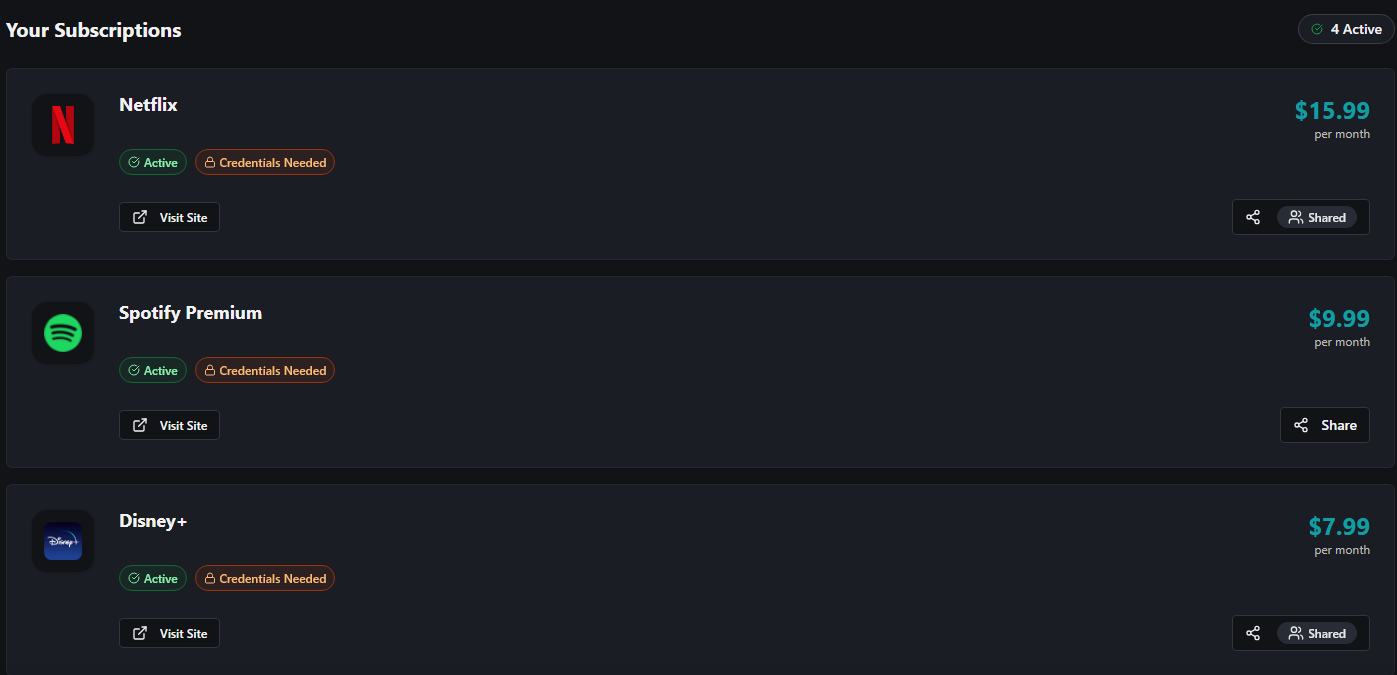 Your Subscriptions
4 Active
N
Netflix
$15.99
per month
Active
Credentials Needed
Visit Site
Shared
Spotify Premium
$9.99
per month
Active
Credentials Needed
Visit Site
Share
Disney+
Disney+
$7.99
per month
Active
Credentials Needed
Visit Site
Shared